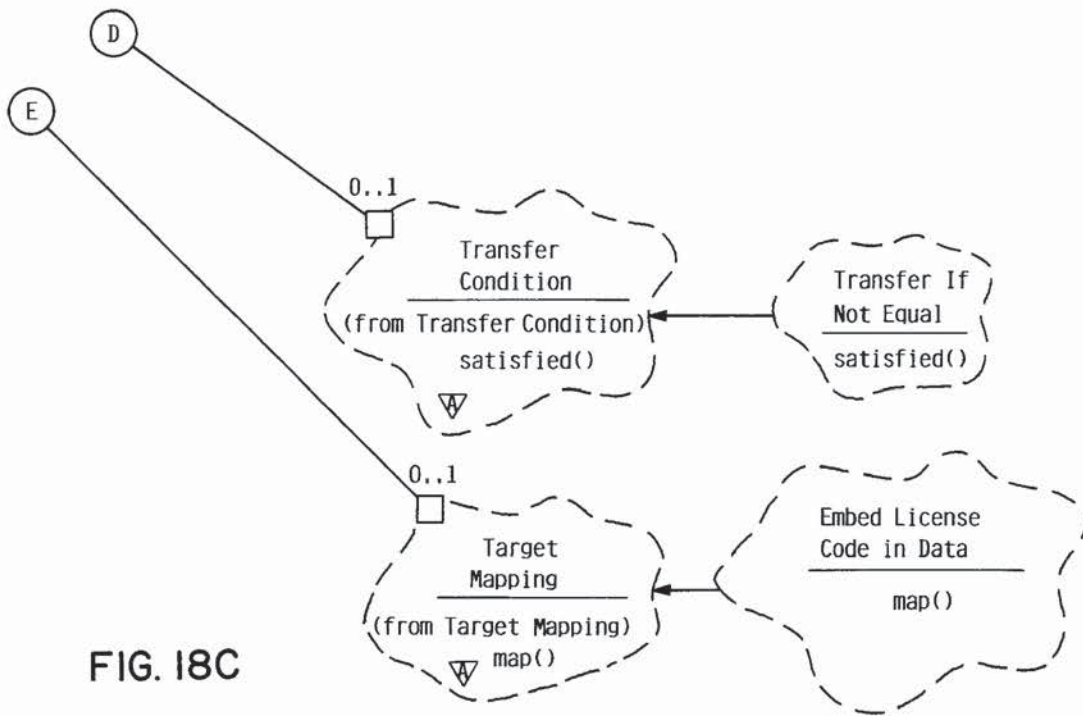 D
E
0..1
Transfer
Condition
(from Transfer Condition)
satisfied()
A
Transfer If
Not Equal
satisfied()
0..1
Target
Mapping
(from Target Mapping)
map()
A
Embed License
Code in Data
map()
FIG. 18C